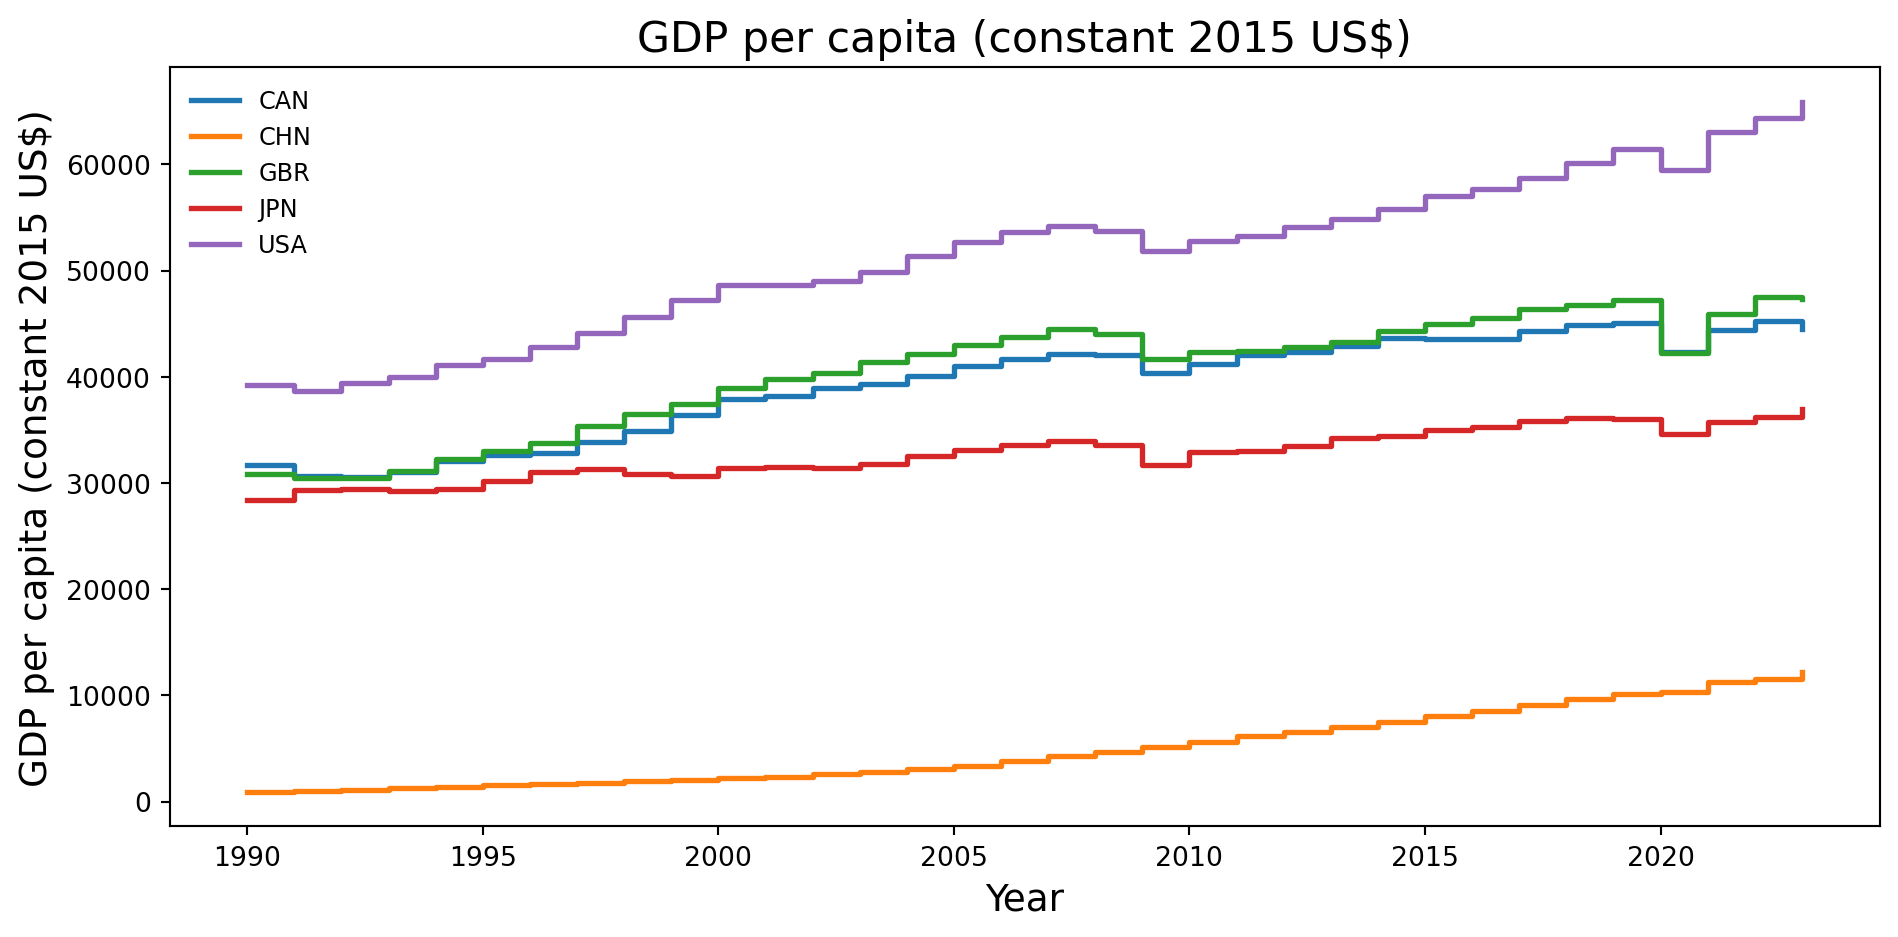 GDP per capita (constant 2015 US$)
CAN
CHN
GBR
JPN
USA
GDP per capita (constant 2015 US$)
60000
50000
40000
30000
20000
10000
0
1990 1995 2000 2005 2010 2015 2020
Year